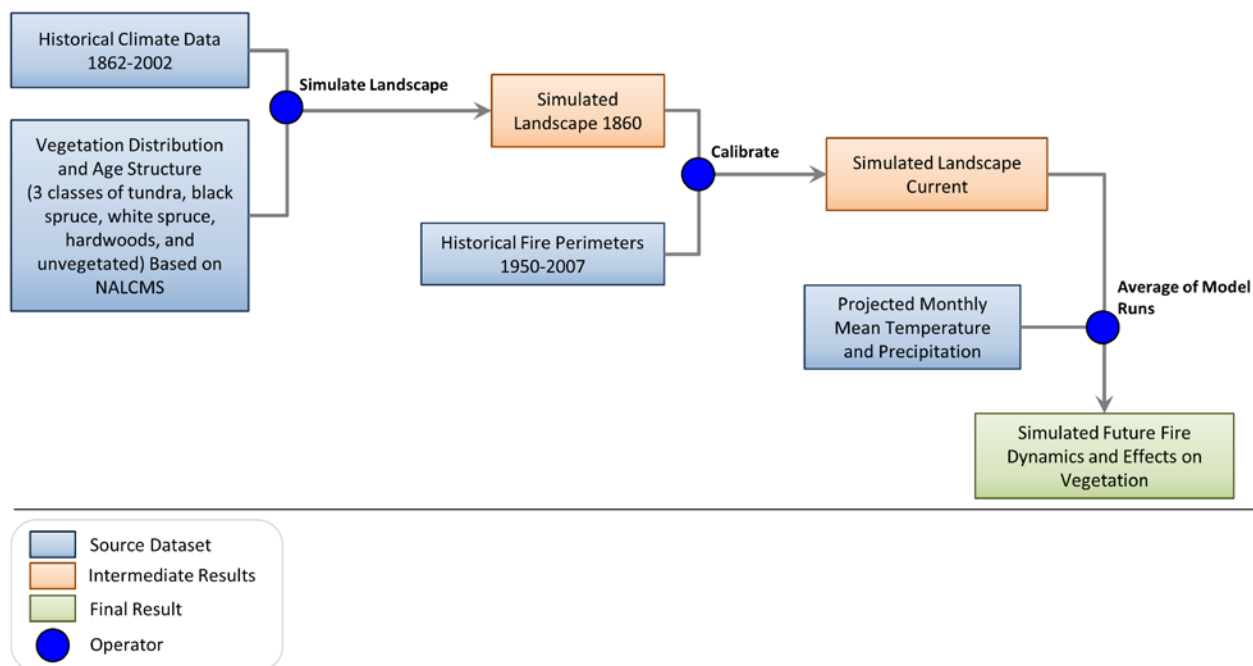 Historical Climate Data
1862-2002
Simulate Landscape
Vegetation Distribution
and Age Structure
(3 classes of tundra, black
spruce, white spruce,
hardwoods, and
unvegetated) Based on
NALCMS
Simulated
Landscape 1860
Calibrate
Historical Fire Perimeters
1950-2007
Simulated Landscape
Current
Projected Monthly
Mean Temperature
and Precipitation
Average of Model
Runs
Simulated Future Fire
Dynamics and Effects on
Vegetation
Source Dataset
Intermediate Results
Final Result
Operator